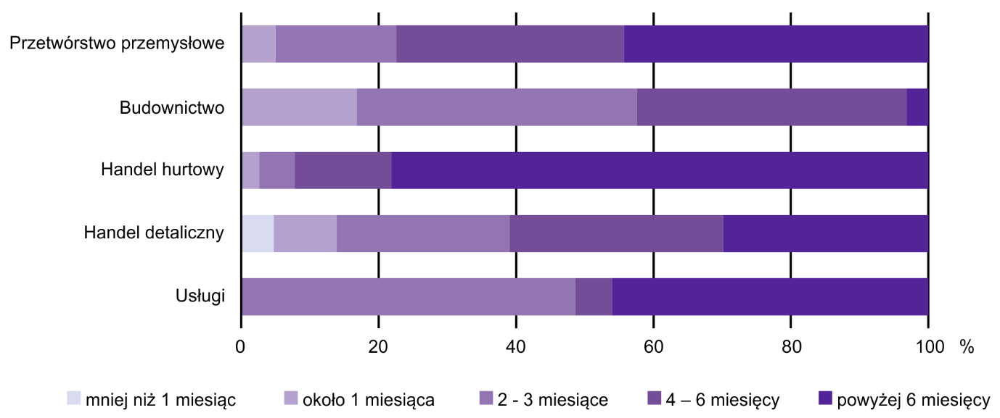 Przetwórstwo przemysłowe
Budownictwo
Handel hurtowy
Handel detaliczny
Usługi
0 20 40 60 80 100 %
mniej niż 1 miesiąc około 1 miesiąca 2 - 3 miesiące 4 – 6 miesięcy powyżej 6 miesięcy